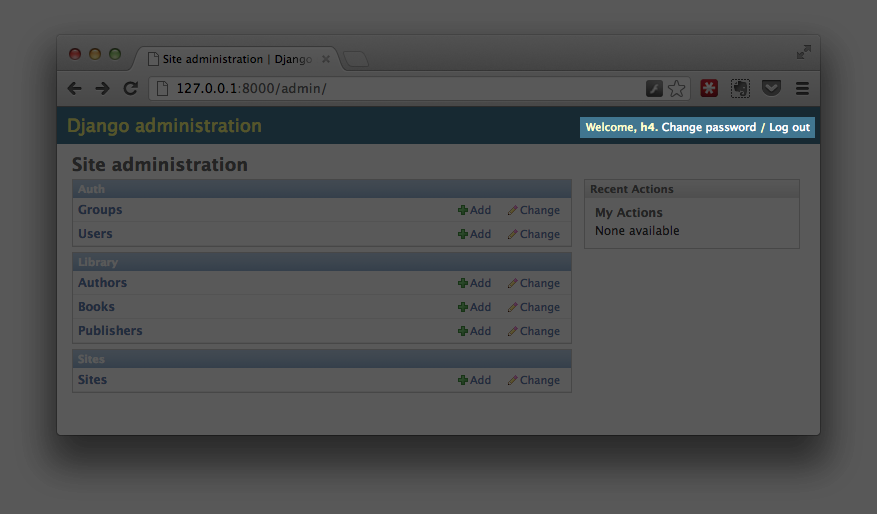 Site administration | Django
127.0.0.1:8000/admin/
Django administration
Welcome, h4. Change password / Log out
Site administration
Auth
Groups Add Change
Users Add Change
Library
Authors Add Change
Books Add Change
Publishers Add Change
Sites
Sites Add Change
Recent Actions
My Actions
None available